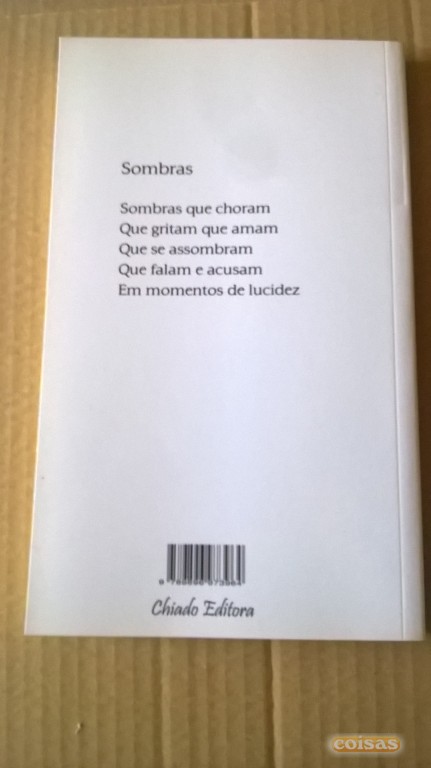 Sombras
Sombras que choram
Que gritam que amam
Que se assombram
Que falam e acusam
Em momentos de lucidez
Chiado Editora
coisas